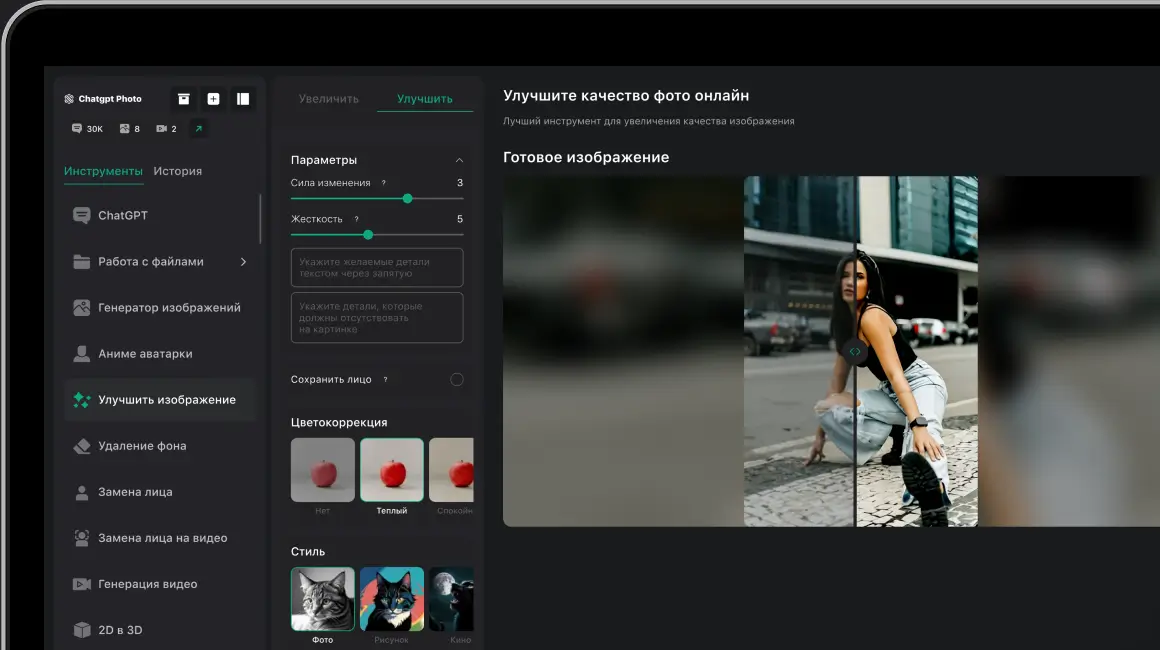 Chatgpt Photo
30K 8 2
Инструменты История
ChatGPT
Работа с файлами
Генератор изображений
Аниме аватарки
Улучшить изображение
Удаление фона
Замена лица
Замена лица на видео
Генерация видео
2D в 3D
Увеличить Улучшить
Параметры
Сила изменения ? 3
Жесткость ? 5
Укажите желаемые детали
текстом через запятую
Укажите детали, которые
должны отсутствовать
на картинке
Сохранить лицо ?
Цветокоррекция
Нет Теплый Спокойн
Стиль
Фото Рисунок Кино
Улучшите качество фото онлайн
Лучший инструмент для увеличения качества изображения
Готовое изображение